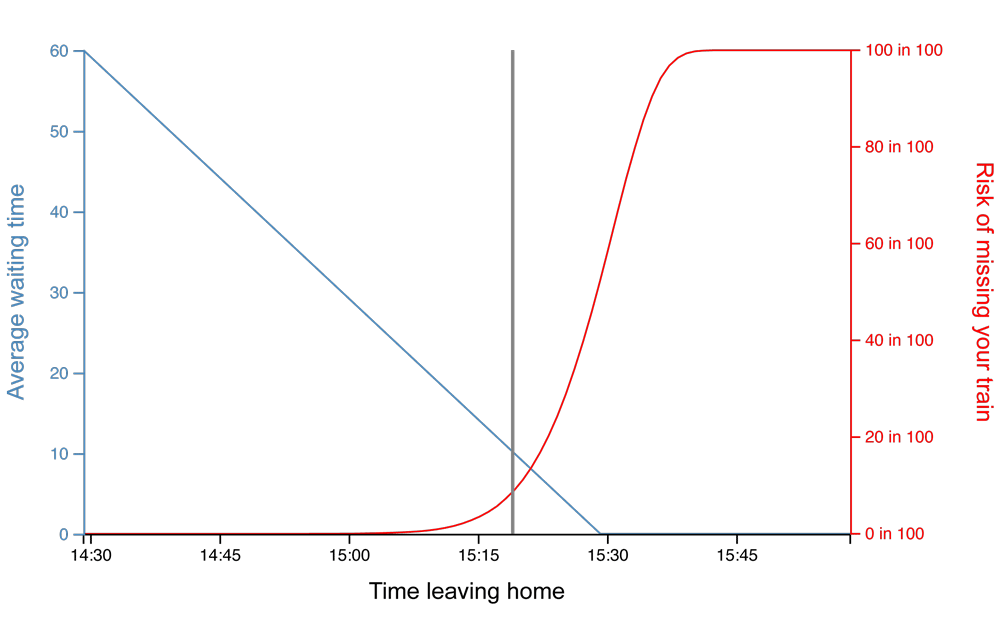 Average waiting time
60
50
40
30
20
10
0
14:30
15:00
14:45
15:15
15:30
15:45
Time leaving home
100 in 100
80 in 100
60 in 100
40 in 100
20 in 100
0 in 100
Risk of missing your train